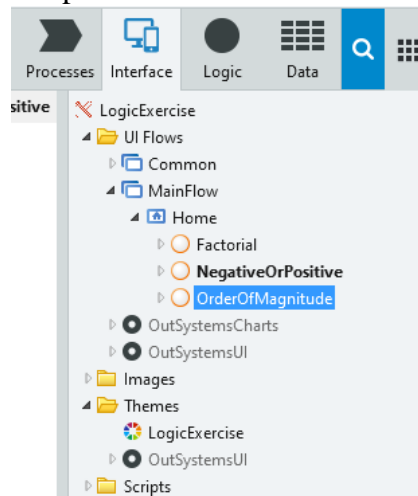 Processes Interface Logic Data
sitive
LogicExercise
UI Flows
Common
MainFlow
Home
Factorial
NegativeOrPositive
OrderOfMagnitude
OutSystemsCharts
OutSystemsUI
Images
Themes
LogicExercise
OutSystemsUI
Scripts